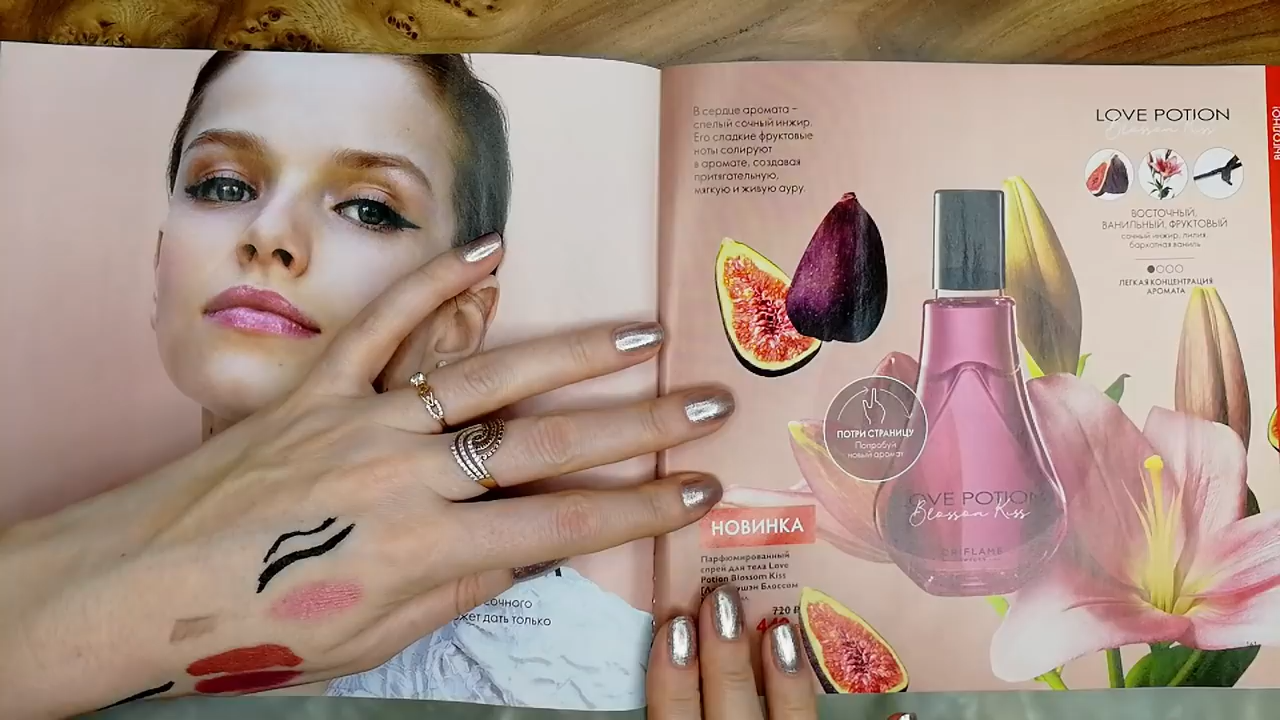 В сердце аромата –
спелый сочный инжир.
Его сладкие фруктовые
ноты солируют
в аромате, создавая
притягательную,
мягкую и живую ауру.
LOVE POTION
Blossom Kiss
ВОСТОЧНЫЙ,
ВАНИЛЬНЫЙ, ФРУКТОВЫЙ
сочный инжир, лилия,
бархатная ваниль
ЛЕГКАЯ КОНЦЕНТРАЦИЯ
АРОМАТА
ВЫГОДНО!
ПОТРИ СТРАНИЦУ
Попробуй
новый аромат
LOVE POTION
Blossom Kiss
ORIFLAME
НОВИНКА
Парфюмированный
спрей для тела Love
Potion Blossom Kiss
Блоссом
720 ₽
сочного
дать только